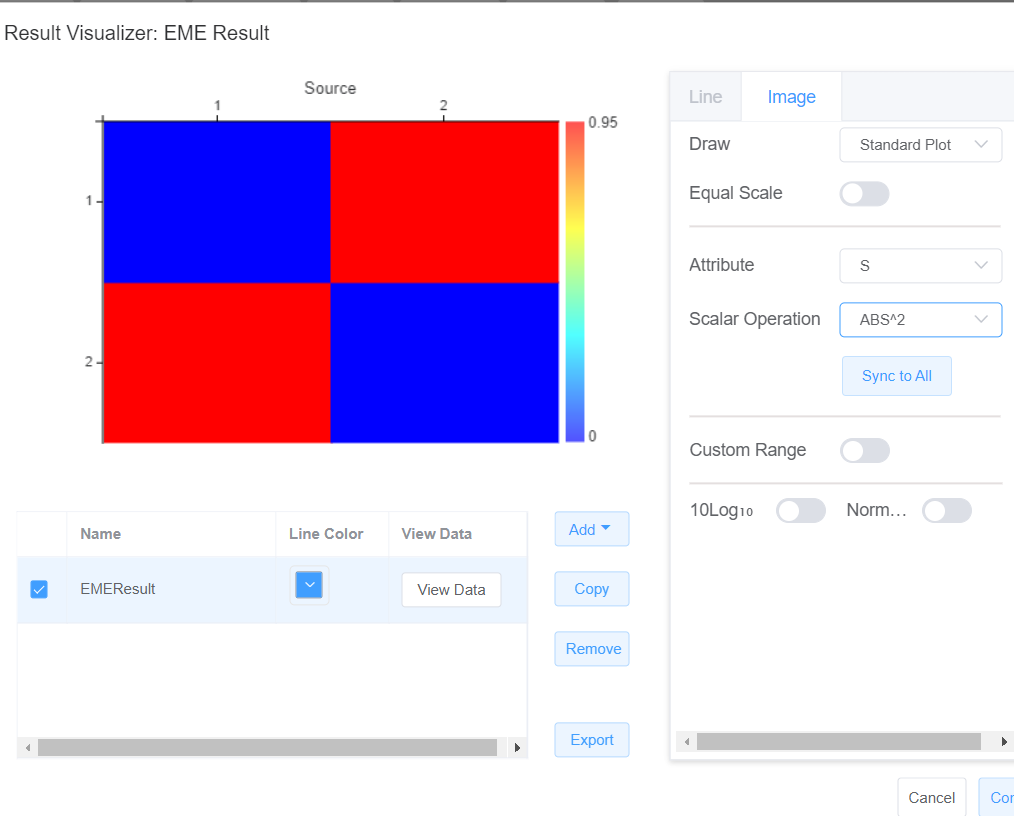 Result Visualizer: EME Result
Source
1 2
0.95
1
2
0
Line Image
Draw Standard Plot
Equal Scale
Attribute S
Scalar Operation ABS^2
Sync to All
Custom Range
10Log₁₀ Norm...
Name Line Color View Data
EMEResult View Data
Add
Copy
Remove
Export
Cancel Cor